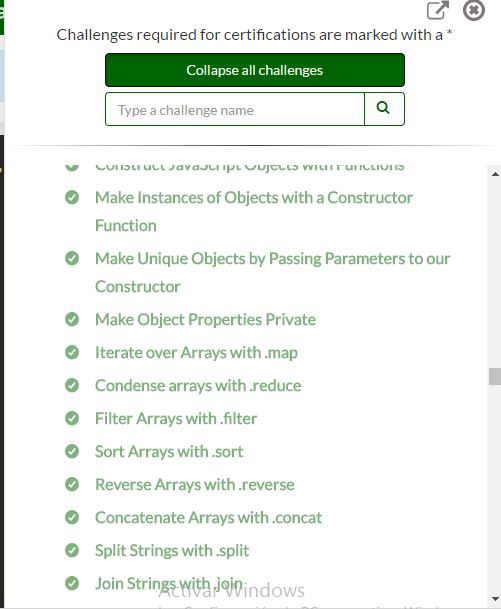 Challenges required for certifications are marked with a *
Collapse all challenges
Type a challenge name
Construct JavaScript Objects with Functions
Make Instances of Objects with a Constructor
Function
Make Unique Objects by Passing Parameters to our
Constructor
Make Object Properties Private
Iterate over Arrays with .map
Condense arrays with .reduce
Filter Arrays with .filter
Sort Arrays with .sort
Reverse Arrays with .reverse
Concatenate Arrays with .concat
Split Strings with .split
Join Strings with .join
Activar Windows